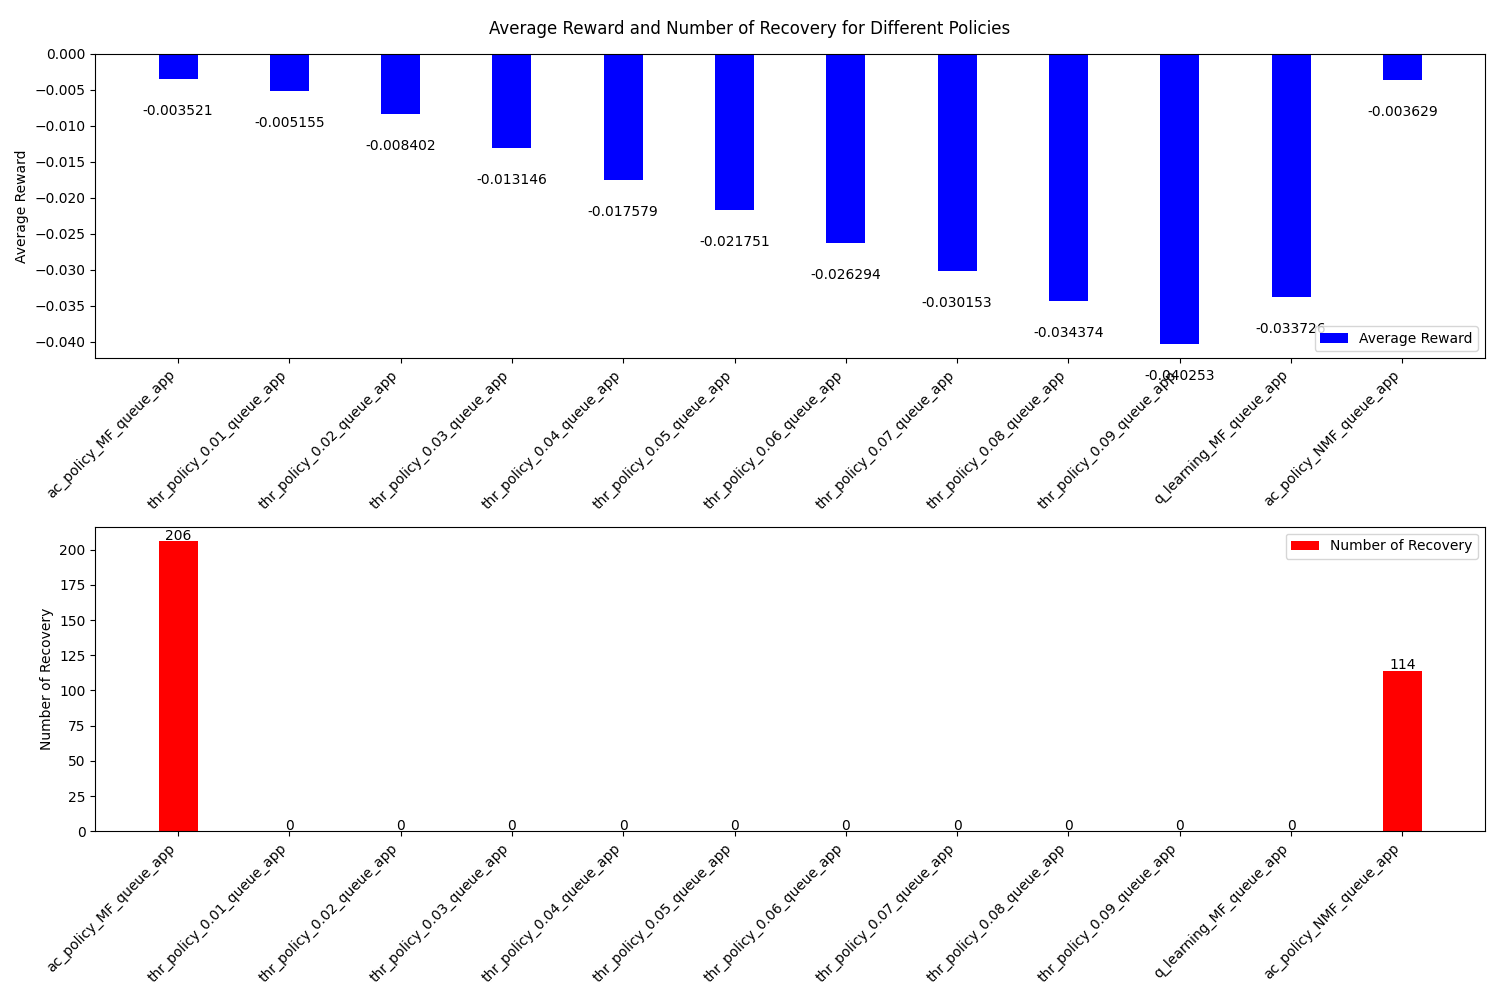 Average Reward and Number of Recovery for Different Policies
Average Reward
0.000
−0.005
−0.010
−0.015
−0.020
−0.025
−0.030
−0.035
−0.040
-0.003521
-0.005155
-0.008402
-0.013146
-0.017579
-0.021751
-0.026294
-0.030153
-0.034374
-0.040253
-0.033726
-0.003629
Average Reward
ac_policy_MF_queue_app
thr_policy_0.01_queue_app
thr_policy_0.02_queue_app
thr_policy_0.03_queue_app
thr_policy_0.04_queue_app
thr_policy_0.05_queue_app
thr_policy_0.06_queue_app
thr_policy_0.07_queue_app
thr_policy_0.08_queue_app
thr_policy_0.09_queue_app
q_learning_MF_queue_app
ac_policy_NMF_queue_app
Number of Recovery
200
175
150
125
100
75
50
25
0
206
0
0
0
0
0
0
0
0
0
0
114
Number of Recovery
ac_policy_MF_queue_app
thr_policy_0.01_queue_app
thr_policy_0.02_queue_app
thr_policy_0.03_queue_app
thr_policy_0.04_queue_app
thr_policy_0.05_queue_app
thr_policy_0.06_queue_app
thr_policy_0.07_queue_app
thr_policy_0.08_queue_app
thr_policy_0.09_queue_app
q_learning_MF_queue_app
ac_policy_NMF_queue_app